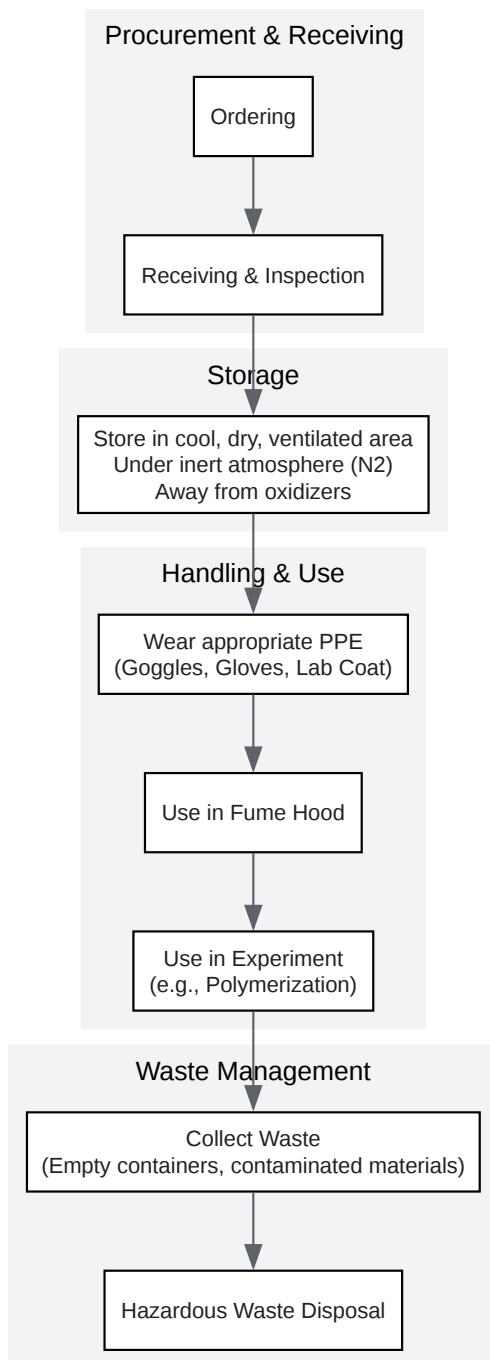 Procurement & Receiving
Ordering
Receiving & Inspection
Storage
Store in cool, dry, ventilated area
Under inert atmosphere (N2)
Away from oxidizers
Handling & Use
Wear appropriate PPE
(Goggles, Gloves, Lab Coat)
Use in Fume Hood
Use in Experiment
(e.g., Polymerization)
Waste Management
Collect Waste
(Empty containers, contaminated materials)
Hazardous Waste Disposal